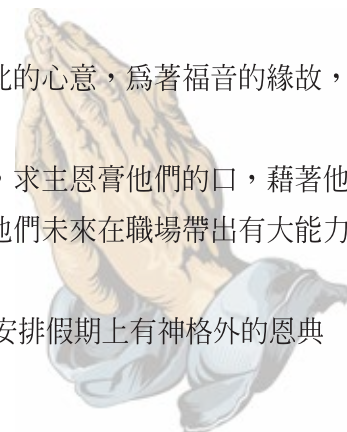 的心意，為著福音的緣故，
，求主恩膏他們的口，藉著他
他們未來在職場帶出有大能力
安排假期上有神格外的恩典